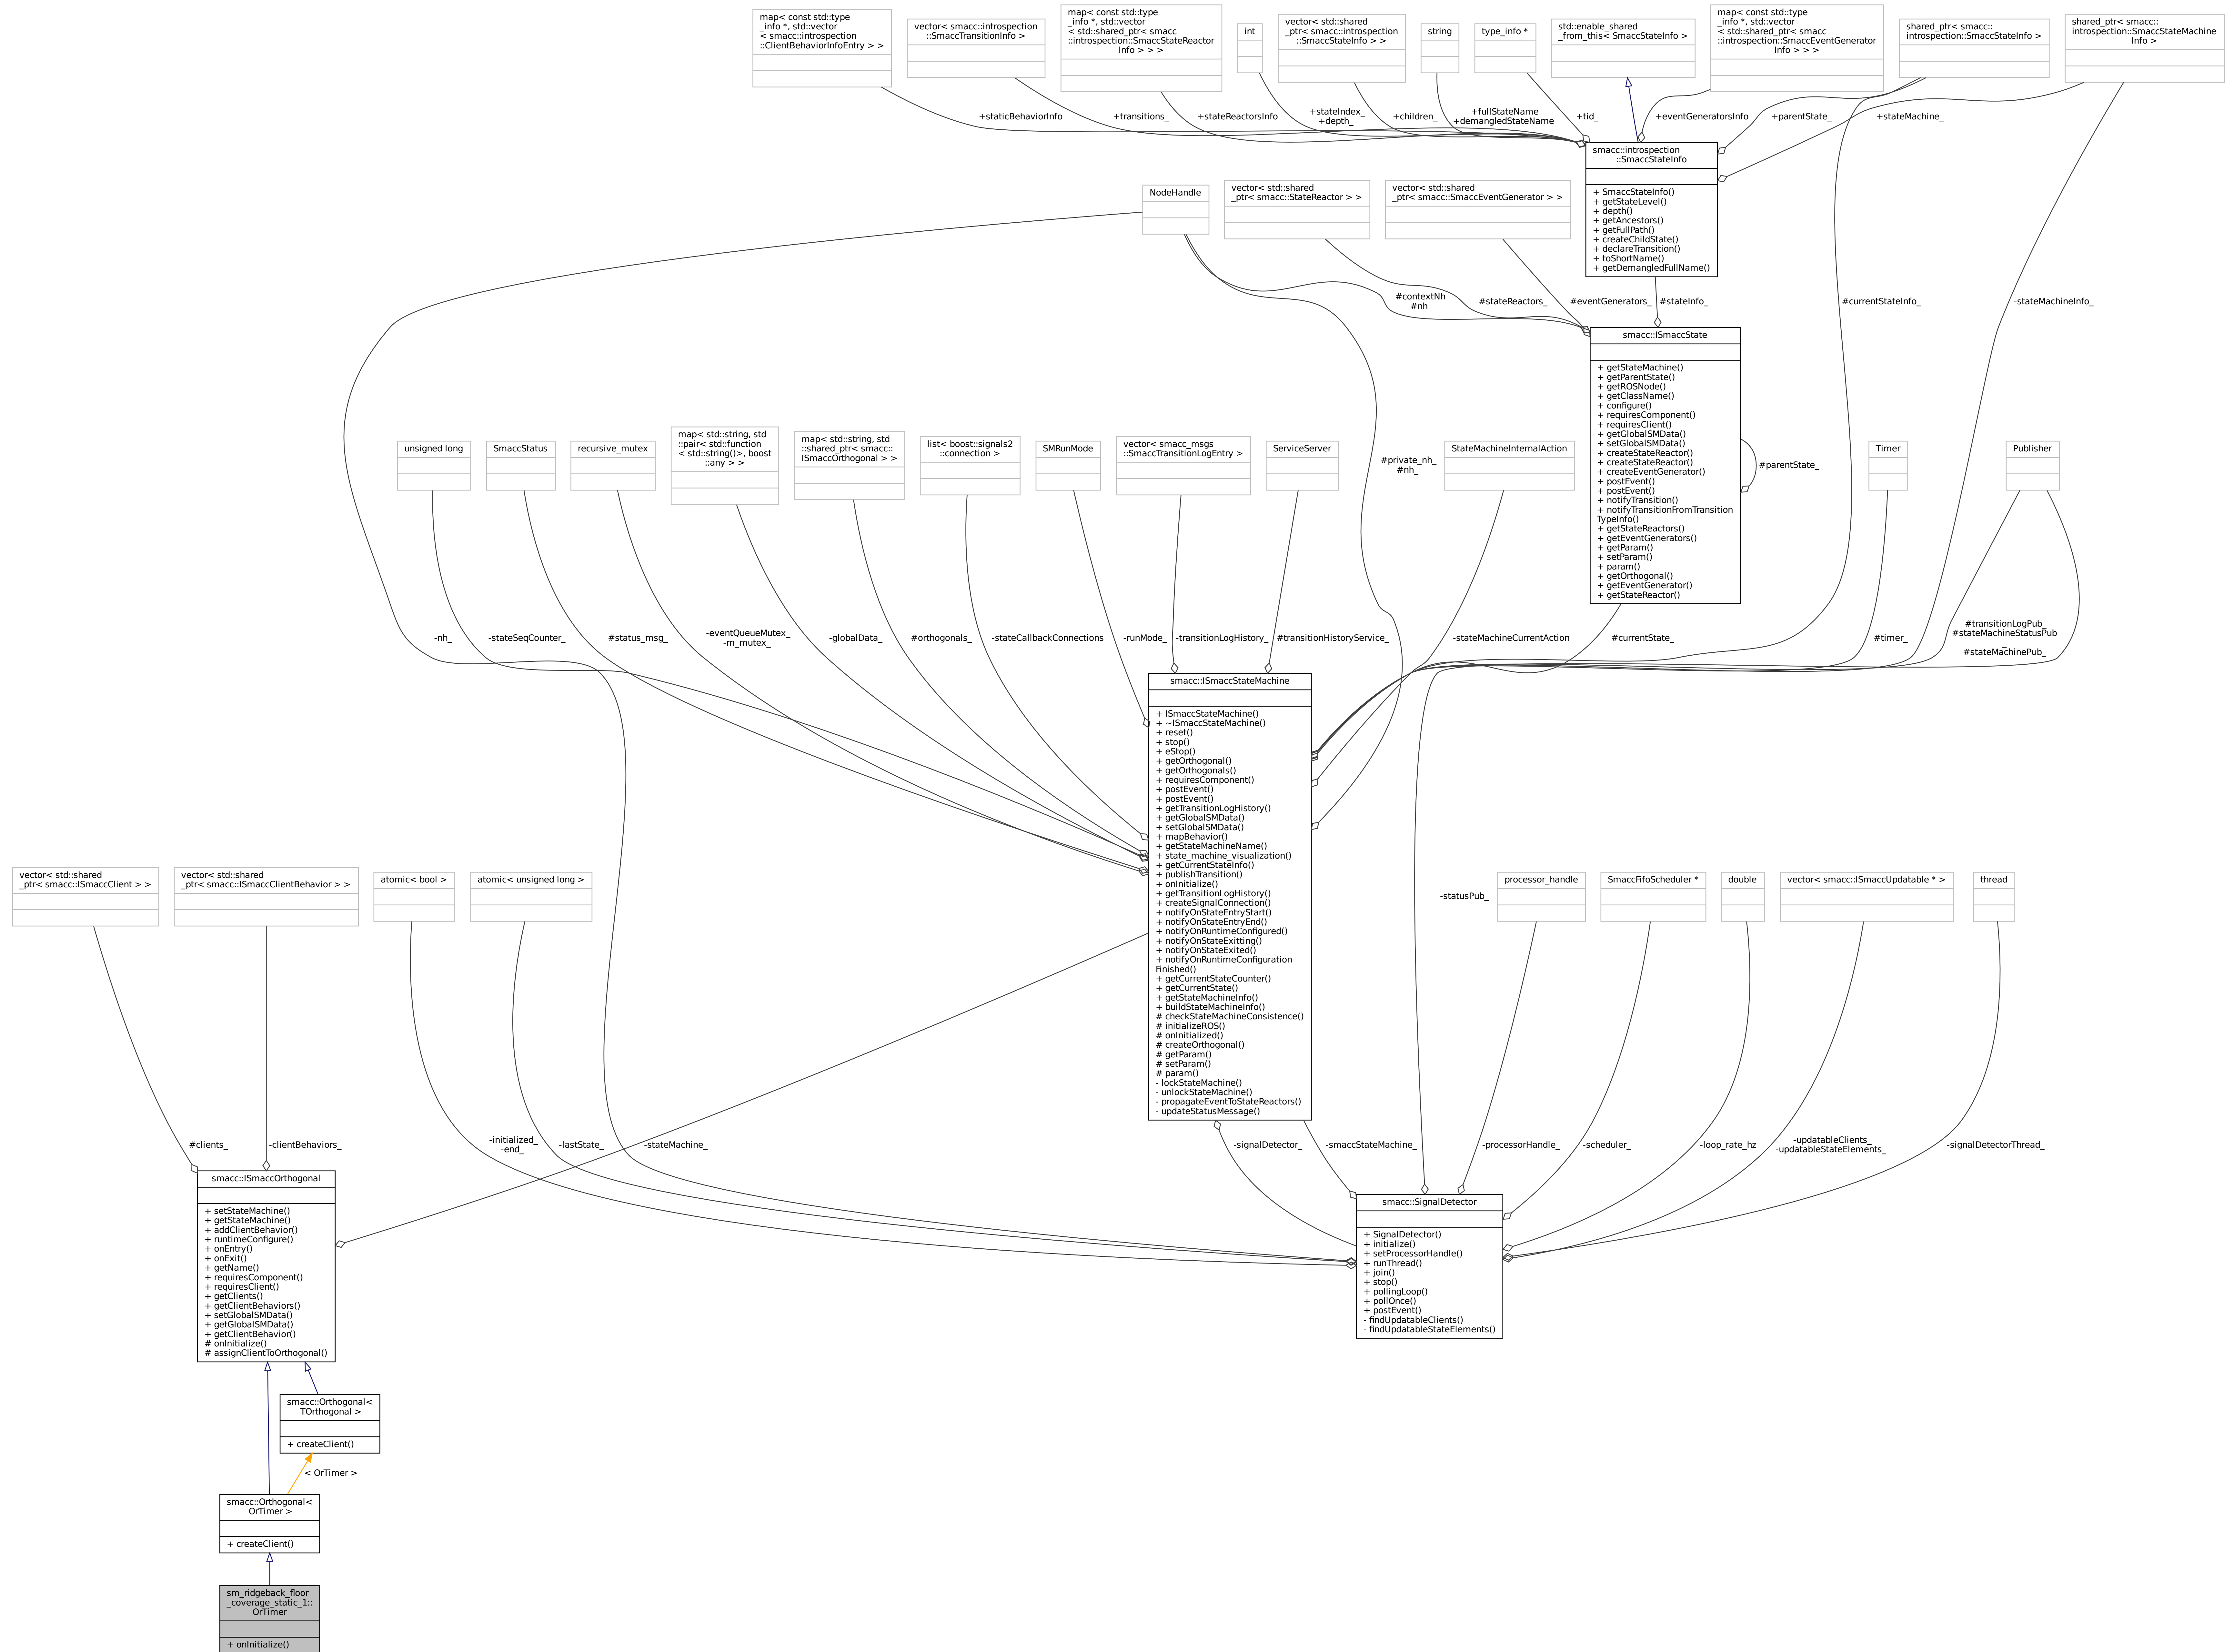 map< const std::type
_info *, std::vector
< smacc::introspection
::ClientBehaviorInfoEntry > >
vector< smacc::introspection
::SmaccTransitionInfo >
map< const std::type
_info *, std::vector
< std::shared_ptr< smacc
::introspection::SmaccStateReactor
Info > > >
int
vector< std::shared
_ptr< smacc::introspection
::SmaccStateInfo > >
string
type_info *
std::enable_shared
_from_this< SmaccStateInfo >
map< const std::type
_info *, std::vector
< std::shared_ptr< smacc
::introspection::SmaccEventGenerator
Info > > >
shared_ptr< smacc::
introspection::SmaccStateInfo >
shared_ptr< smacc::
introspection::SmaccStateMachine
Info >
+staticBehaviorInfo
+transitions_
+stateReactorsInfo
+stateIndex_
+depth_
+children_
+fullStateName
+demangledStateName
+tid_
+eventGeneratorsInfo
+parentState_
+stateMachine_
smacc::introspection
::SmaccStateInfo
+ SmaccStateInfo()
+ getStateLevel()
+ depth()
+ getAncestors()
+ getFullPath()
+ createChildState()
+ declareTransition()
+ toShortName()
+ getDemangledFullName()
NodeHandle
vector< std::shared
_ptr< smacc::StateReactor > >
vector< std::shared
_ptr< smacc::SmaccEventGenerator > >
#contextNh
#nh
#stateReactors_
#eventGenerators_
#stateInfo_
#currentStateInfo_
-stateMachineInfo_
smacc::ISmaccState
+ getStateMachine()
+ getParentState()
+ getROSNode()
+ getClassName()
+ configure()
+ requiresComponent()
+ requiresClient()
+ getGlobalSMData()
+ setGlobalSMData()
+ createStateReactor()
+ createStateReactor()
+ createEventGenerator()
+ postEvent()
+ postEvent()
+ notifyTransition()
+ notifyTransitionFromTransition
TypeInfo()
+ getStateReactors()
+ getEventGenerators()
+ getParam()
+ setParam()
+ param()
+ getOrthogonal()
+ getEventGenerator()
+ getStateReactor()
#parentState_
unsigned long
SmaccStatus
recursive_mutex
map< std::string, std
::pair< std::function
< std::string()>, boost
::any > >
map< std::string, std
::shared_ptr< smacc::
ISmaccOrthogonal > >
list< boost::signals2
::connection >
SMRunMode
vector< smacc_msgs
::SmaccTransitionLogEntry >
ServiceServer
#private_nh_
#nh_
StateMachineInternalAction
Timer
Publisher
-nh_
-stateSeqCounter_
#status_msg_
-eventQueueMutex_
-m_mutex_
-globalData_
#orthogonals_
-stateCallbackConnections
-runMode_
-transitionLogHistory_
#transitionHistoryService_
-stateMachineCurrentAction
#currentState_
#timer_
#transitionLogPub_
#stateMachineStatusPub
_
#stateMachinePub_
smacc::ISmaccStateMachine
+ ISmaccStateMachine()
+ ~ISmaccStateMachine()
+ reset()
+ stop()
+ eStop()
+ getOrthogonal()
+ getOrthogonals()
+ requiresComponent()
+ postEvent()
+ postEvent()
+ getTransitionLogHistory()
+ getGlobalSMData()
+ setGlobalSMData()
+ mapBehavior()
+ getStateMachineName()
+ state_machine_visualization()
+ getCurrentStateInfo()
+ publishTransition()
+ onInitialize()
+ getTransitionLogHistory()
+ createSignalConnection()
+ notifyOnStateEntryStart()
+ notifyOnStateEntryEnd()
+ notifyOnRuntimeConfigured()
+ notifyOnStateExitting()
+ notifyOnStateExited()
+ notifyOnRuntimeConfiguration
Finished()
+ getCurrentStateCounter()
+ getCurrentState()
+ getStateMachineInfo()
+ buildStateMachineInfo()
# checkStateMachineConsistence()
# initializeROS()
# onInitialized()
# createOrthogonal()
# getParam()
# setParam()
# param()
- lockStateMachine()
- unlockStateMachine()
- propagateEventToStateReactors()
- updateStatusMessage()
vector< std::shared
_ptr< smacc::ISmaccClient > >
vector< std::shared
_ptr< smacc::ISmaccClientBehavior > >
atomic< bool >
atomic< unsigned long >
-statusPub_
processor_handle
SmaccFifoScheduler *
double
vector< smacc::ISmaccUpdatable * >
thread
#clients_
-clientBehaviors_
-initialized_
-end_
-lastState_
-stateMachine_
-signalDetector_
-smaccStateMachine_
-processorHandle_
-scheduler_
-loop_rate_hz
-updatableClients_
-updatableStateElements_
-signalDetectorThread_
smacc::ISmaccOrthogonal
+ setStateMachine()
+ getStateMachine()
+ addClientBehavior()
+ runtimeConfigure()
+ onEntry()
+ onExit()
+ getName()
+ requiresComponent()
+ requiresClient()
+ getClients()
+ getClientBehaviors()
+ setGlobalSMData()
+ getGlobalSMData()
+ getClientBehavior()
# onInitialize()
# assignClientToOrthogonal()
smacc::SignalDetector
+ SignalDetector()
+ initialize()
+ setProcessorHandle()
+ runThread()
+ join()
+ stop()
+ pollingLoop()
+ pollOnce()
+ postEvent()
- findUpdatableClients()
- findUpdatableStateElements()
smacc::Orthogonal<
TOrthogonal >
+ createClient()
< OrTimer >
smacc::Orthogonal<
OrTimer >
+ createClient()
sm_ridgeback_floor
_coverage_static_1::
OrTimer
+ onInitialize()